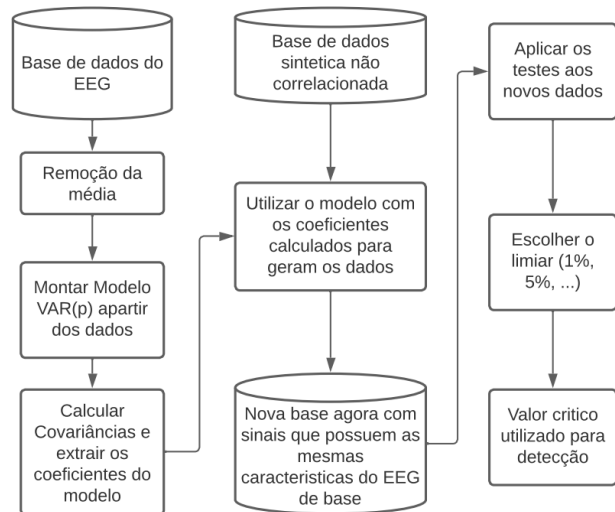 Base de dados do
EEG
Remoção da
média
Montar Modelo
VAR(p) apartir
dos dados
Calcular
Covariâncias e
extrair os
coeficientes do
modelo
Base de dados
sintetica não
correlacionada
Utilizar o modelo com
os coeficientes
calculados para
geram os dados
Nova base agora com
sinais que possuem as
mesmas
caracteristicas do EEG
de base
Aplicar os
testes aos
novos dados
Escolher o
limiar (1%,
5%, ...)
Valor critico
utilizado para
detecção